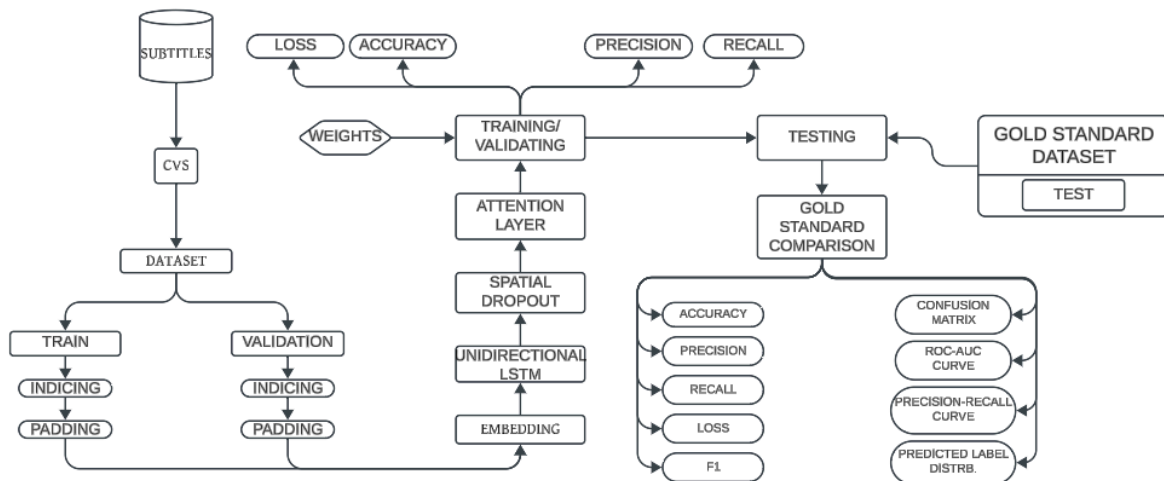 SUBTITLES
LOSS
ACCURACY
PRECISION
RECALL
WEIGHTS
TRAINING/
VALIDATING
TESTING
GOLD STANDARD
DATASET
TEST
CVS
ATTENTION
LAYER
GOLD
STANDARD
COMPARISON
DATASET
SPATIAL
DROPOUT
TRAIN
VALIDATION
UNIDIRECTIONAL
LSTM
INDICING
INDICING
PADDING
PADDING
EMBEDDING
ACCURACY
PRECISION
RECALL
LOSS
F1
CONFUSION
MATRIX
ROC-AUC
CURVE
PRECISION-RECALL
CURVE
PREDICTED LABEL
DISTRB.